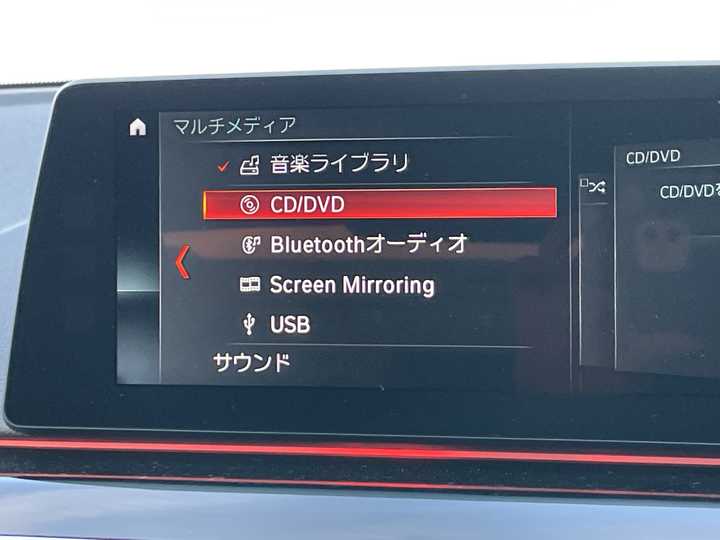 マルチメディア
音楽ライブラリ
CD/DVD
Bluetoothオーディオ
Screen Mirroring
USB
サウンド
CD/DVD
CD/DVDを